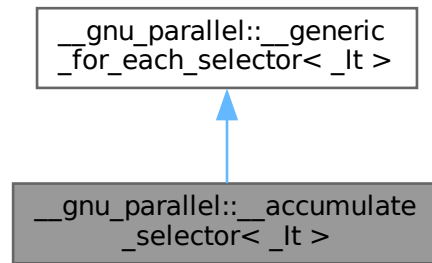 __gnu_parallel::__generic
_for_each_selector< _It >
__gnu_parallel::__accumulate
_selector< _It >